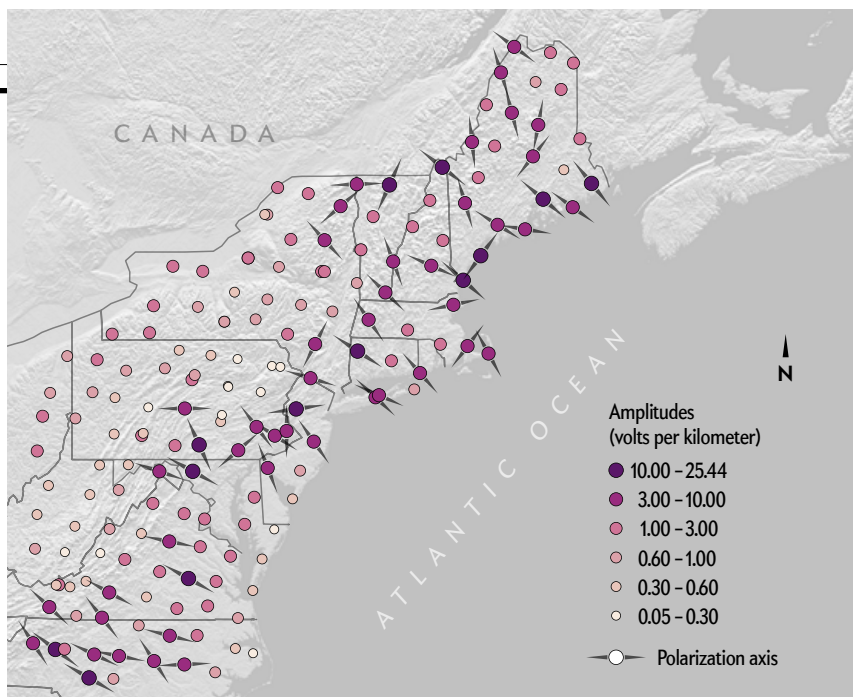 CANADA
ATLANTIC OCEAN
N
Amplitudes
(volts per kilometer)
10.00 – 25.44
3.00 – 10.00
1.00 – 3.00
0.60 – 1.00
0.30 – 0.60
0.05 – 0.30
Polarization axis